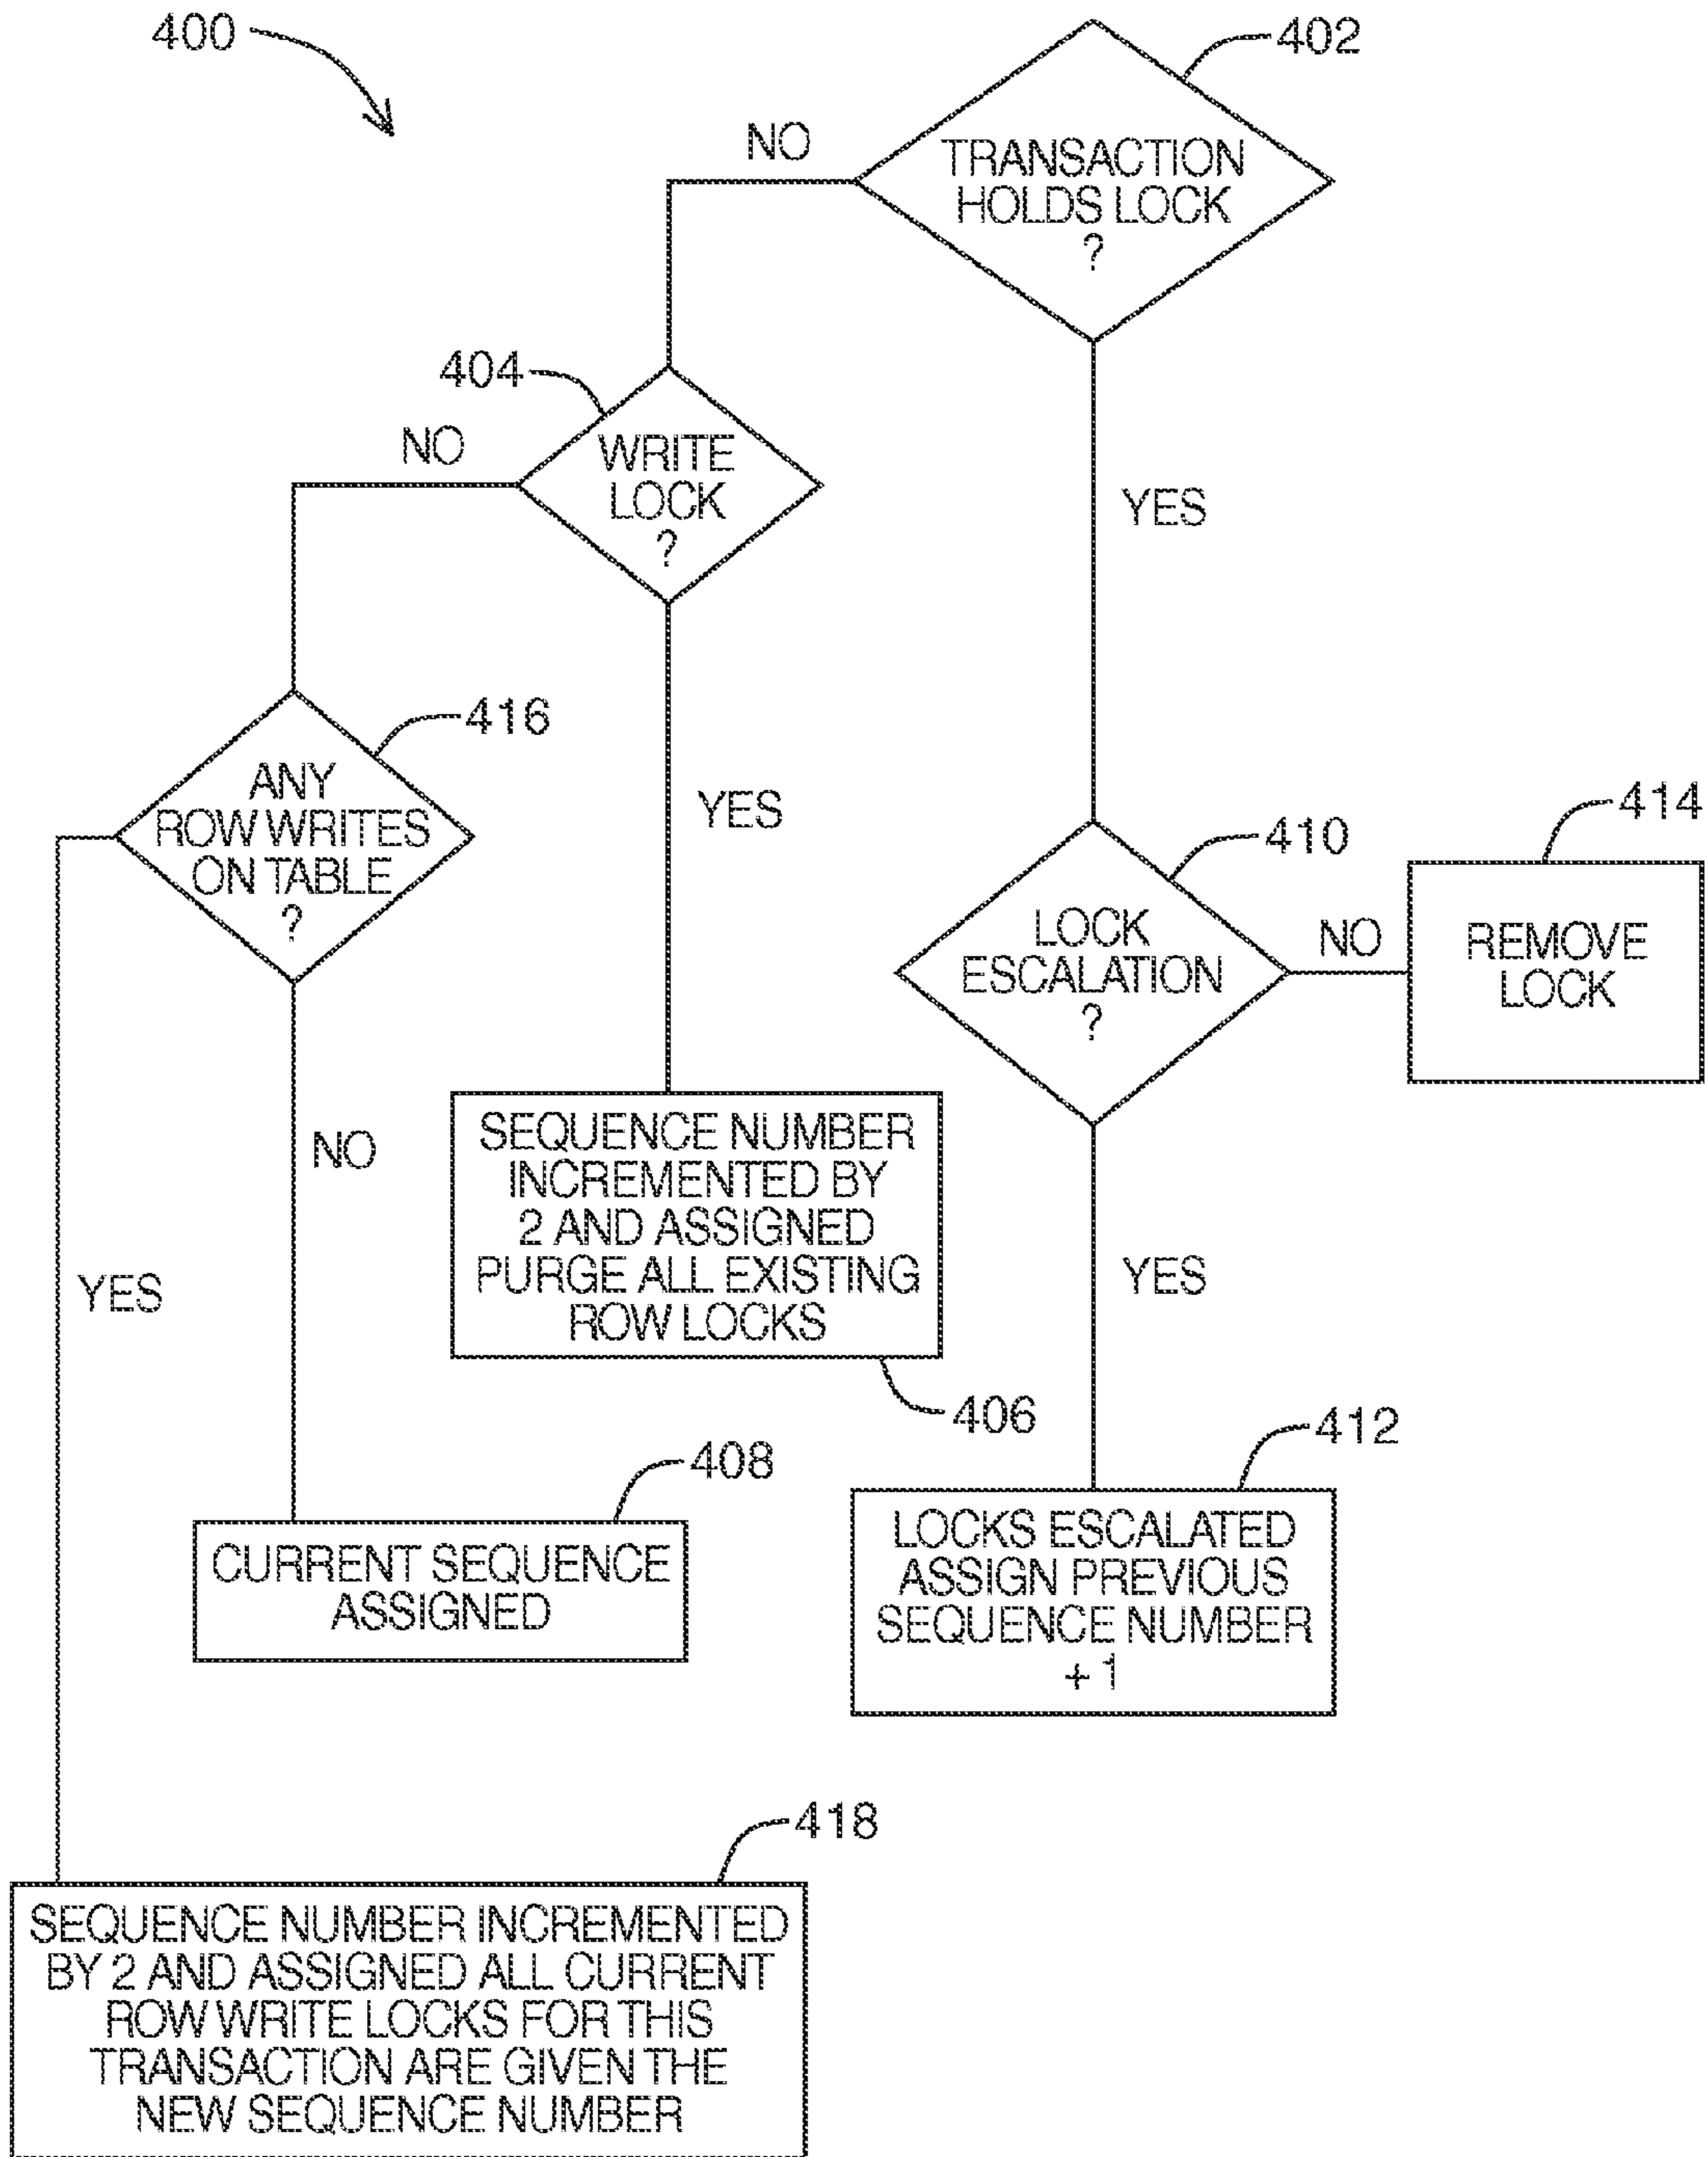 400
402
NO
TRANSACTION
HOLDS LOCK
?
404
NO
WRITE
LOCK
?
YES
416
ANY
ROW WRITES
ON TABLE
?
YES
410
414
LOCK
ESCALATION
?
NO
REMOVE
LOCK
SEQUENCE NUMBER
INCREMENTED BY
2 AND ASSIGNED
PURGE ALL EXISTING
ROW LOCKS
NO
YES
YES
406
412
408
CURRENT SEQUENCE
ASSIGNED
LOCKS ESCALATED
ASSIGN PREVIOUS
SEQUENCE NUMBER
+ 1
418
SEQUENCE NUMBER INCREMENTED
BY 2 AND ASSIGNED ALL CURRENT
ROW WRITE LOCKS FOR THIS
TRANSACTION ARE GIVEN THE
NEW SEQUENCE NUMBER